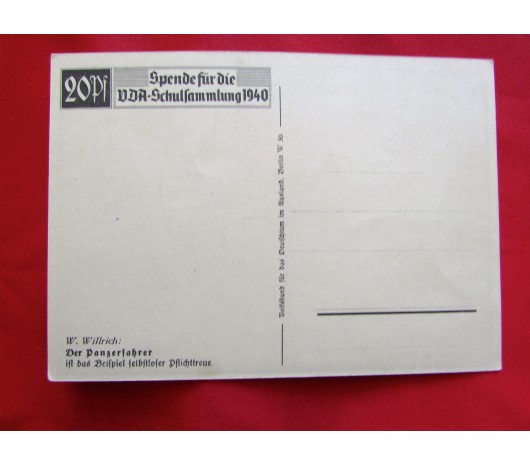 20Pf
Spende für die
VDA-Schulsammlung 1940
Volksbund für das Deutschtum im Ausland, Berlin W 30
W. Willrich:
Der Panzerfahrer
ist das Beispiel selbstloser Pflichttreue.